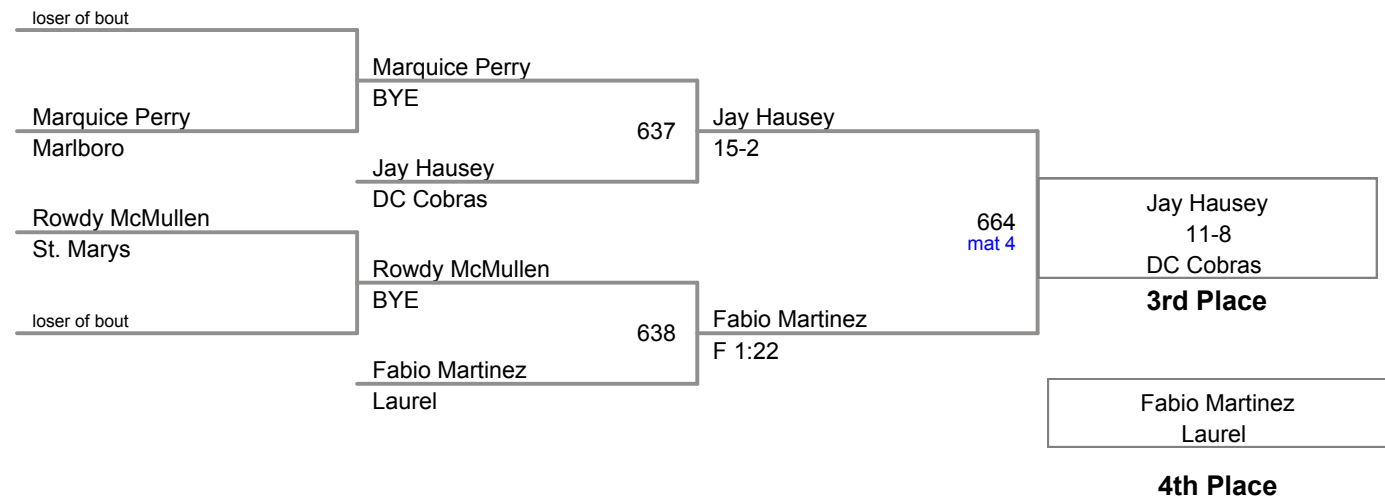 loser of bout
Marquice Perry
Marlboro
Rowdy McMullen
St. Marys
loser of bout
Marquice Perry
BYE
637
Jay Hausey
DC Cobras
Rowdy McMullen
BYE
638
Fabio Martinez
Laurel
Jay Hausey
15-2
664
mat 4
Fabio Martinez
F 1:22
Jay Hausey
11-8
DC Cobras
3rd Place
Fabio Martinez
Laurel
4th Place